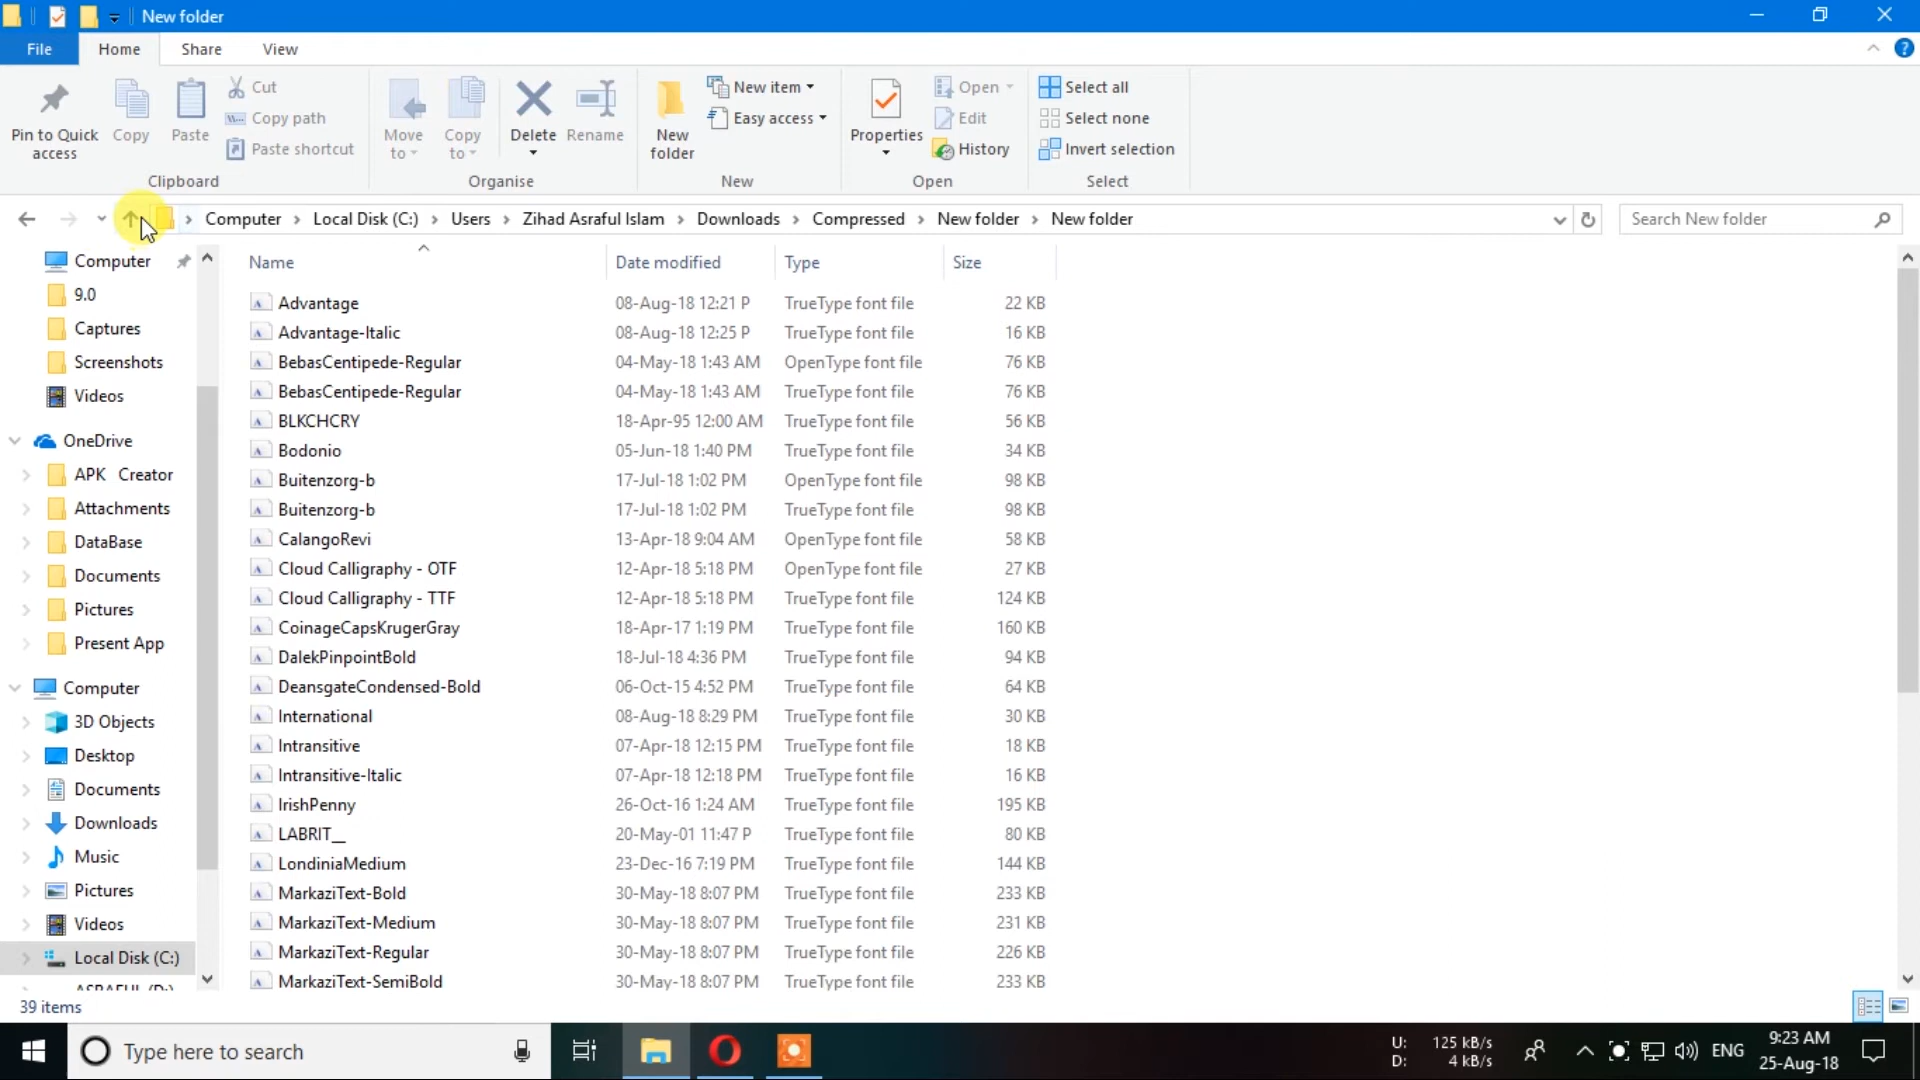 New folder
File Home Share View
Pin to Quick access
Copy
Paste
Cut
Copy path
Paste shortcut
Clipboard
Move to
Copy to
Delete
Rename
Organise
New folder
New item
Easy access
New
Properties
Open
Edit
History
Open
Select all
Select none
Invert selection
Select
Computer Local Disk (C:) Users Zihad Asraful Islam Downloads Compressed New folder New folder
Search New folder
Computer
9.0
Captures
Screenshots
Videos
OneDrive
APK Creator
Attachments
DataBase
Documents
Pictures
Present App
Computer
3D Objects
Desktop
Documents
Downloads
Music
Pictures
Videos
Local Disk (C:)
ASRAFUL (D:)
Name Date modified Type Size
Advantage 08-Aug-18 12:21 P TrueType font file 22 KB
Advantage-Italic 08-Aug-18 12:25 P TrueType font file 16 KB
BebasCentipede-Regular 04-May-18 1:43 AM OpenType font file 76 KB
BebasCentipede-Regular 04-May-18 1:43 AM TrueType font file 76 KB
BLKCHCRY 18-Apr-95 12:00 AM TrueType font file 56 KB
Bodonio 05-Jun-18 1:40 PM TrueType font file 34 KB
Buitenzorg-b 17-Jul-18 1:02 PM OpenType font file 98 KB
Buitenzorg-b 17-Jul-18 1:02 PM TrueType font file 98 KB
CalangoRevi 13-Apr-18 9:04 AM OpenType font file 58 KB
Cloud Calligraphy - OTF 12-Apr-18 5:18 PM OpenType font file 27 KB
Cloud Calligraphy - TTF 12-Apr-18 5:18 PM TrueType font file 124 KB
CoinageCapsKrugerGray 18-Apr-17 1:19 PM TrueType font file 160 KB
DalekPinpointBold 18-Jul-18 4:36 PM TrueType font file 94 KB
DeansgateCondensed-Bold 06-Oct-15 4:52 PM TrueType font file 64 KB
International 08-Aug-18 8:29 PM TrueType font file 30 KB
Intransitive 07-Apr-18 12:15 PM TrueType font file 18 KB
Intransitive-Italic 07-Apr-18 12:18 PM TrueType font file 16 KB
IrishPenny 26-Oct-16 1:24 AM TrueType font file 195 KB
LABRIT__ 20-May-01 11:47 P TrueType font file 80 KB
LondiniaMedium 23-Dec-16 7:19 PM TrueType font file 144 KB
MarkaziText-Bold 30-May-18 8:07 PM TrueType font file 233 KB
MarkaziText-Medium 30-May-18 8:07 PM TrueType font file 231 KB
MarkaziText-Regular 30-May-18 8:07 PM TrueType font file 226 KB
MarkaziText-SemiBold 30-May-18 8:07 PM TrueType font file 233 KB
39 items
Type here to search
U: 125 kB/s
D: 4 kB/s
ENG
9:23 AM
25-Aug-18